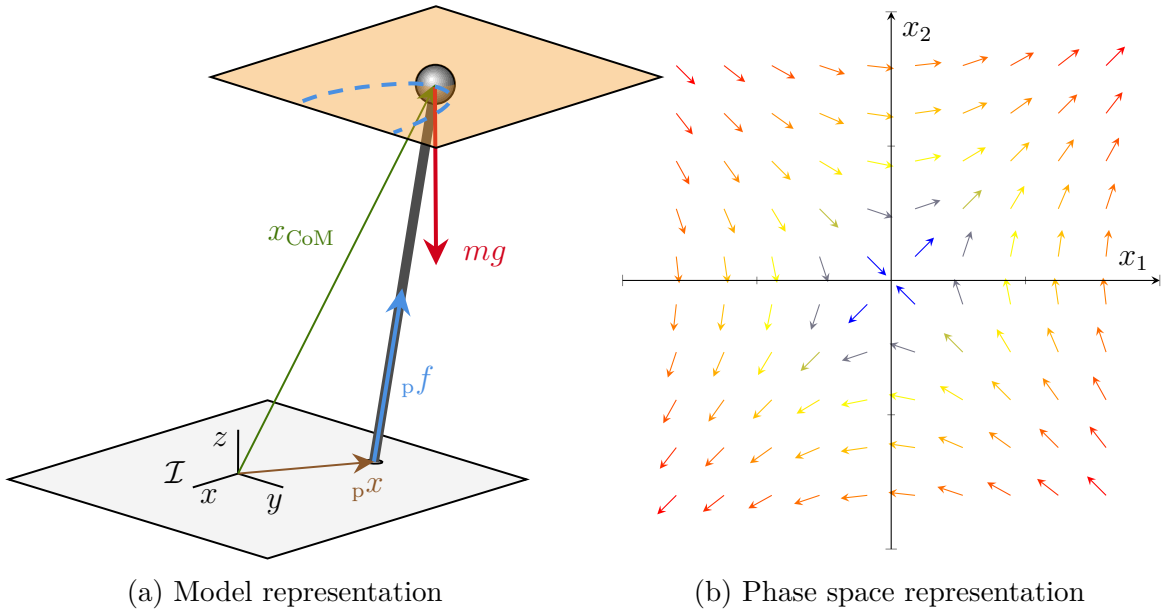 x_CoM
mg
pf
z
I
x
y
px
x₂
x₁
(a) Model representation
(b) Phase space representation